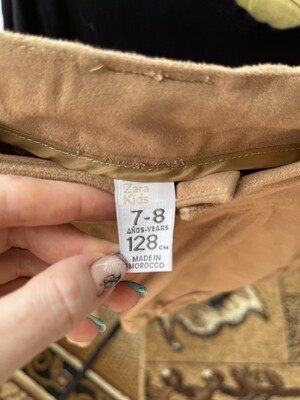 Zara
Kids
7-8
AÑOS-YEARS
128 CM
MADE IN
MOROCCO